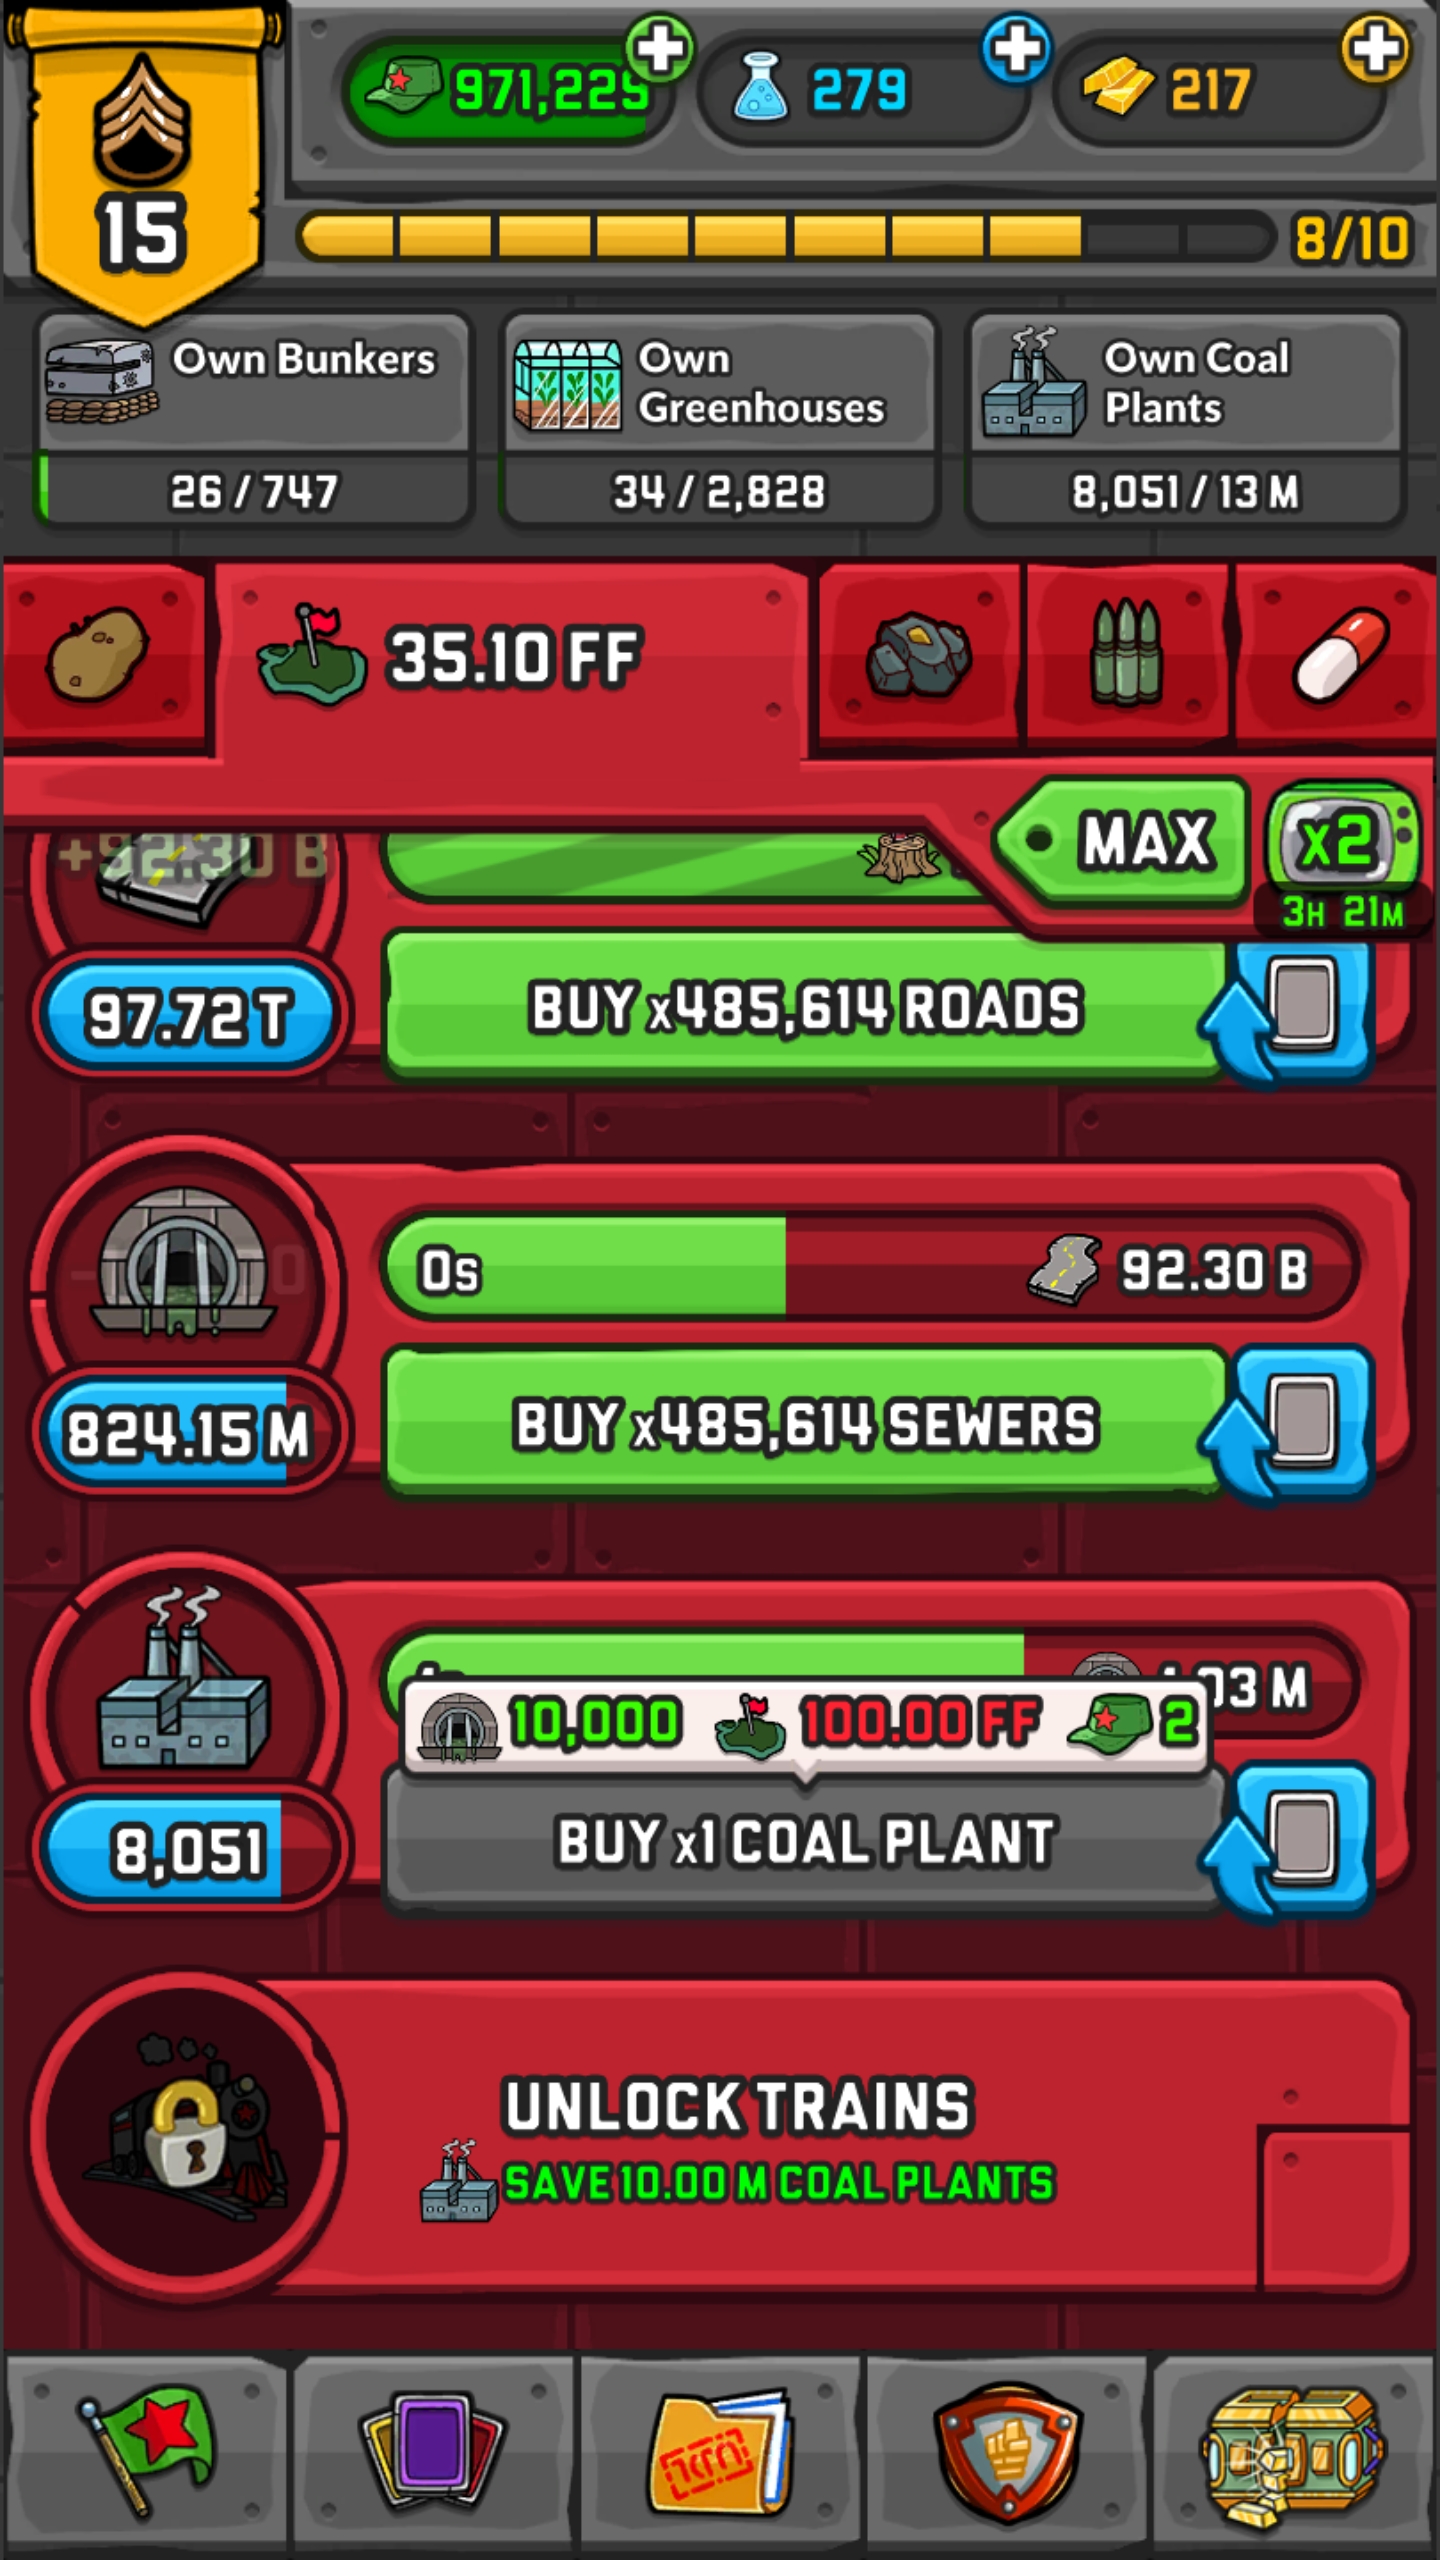 971,229
279
217
15
8/10
Own Bunkers
26 / 747
Own
Greenhouses
34 / 2,828
Own Coal
Plants
8,051 / 13 M
35.10 FF
MAX
x2
3H 21M
+92.30 B
97.72 T
BUY x485,614 ROADS
0s
92.30 B
824.15 M
BUY x485,614 SEWERS
03 M
10,000
100.00 FF
2
8,051
BUY x1 COAL PLANT
UNLOCK TRAINS
SAVE 10.00 M COAL PLANTS